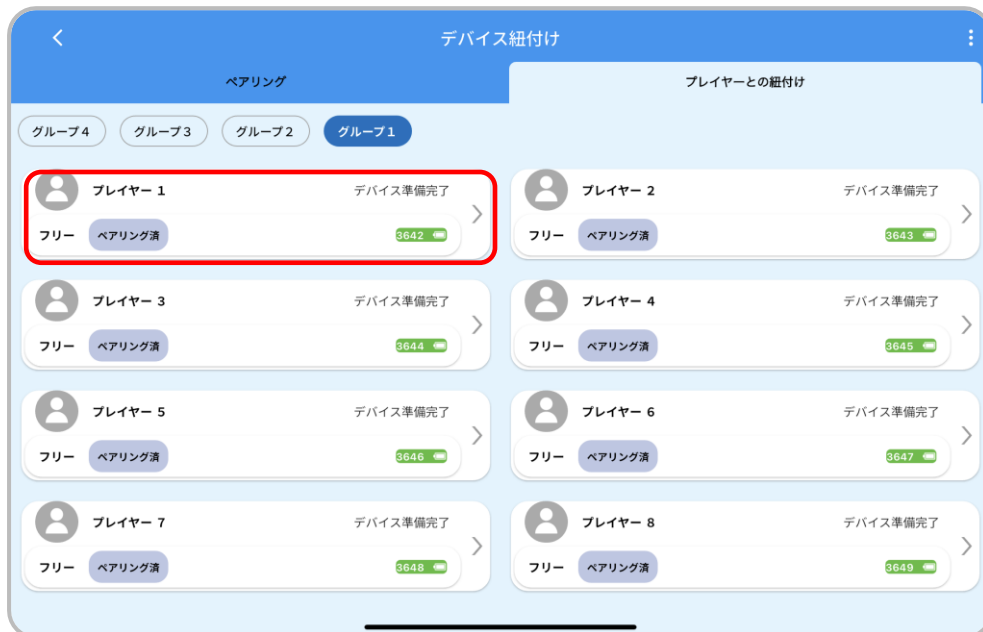 デバイス紐付け
ペアリング
プレイヤーとの紐付け
グループ4 グループ3 グループ2 グループ1
プレイヤー 1 デバイス準備完了
フリー ペアリング済 3642
プレイヤー 2 デバイス準備完了
フリー ペアリング済 3643
プレイヤー 3 デバイス準備完了
フリー ペアリング済 3644
プレイヤー 4 デバイス準備完了
フリー ペアリング済 3645
プレイヤー 5 デバイス準備完了
フリー ペアリング済 3646
プレイヤー 6 デバイス準備完了
フリー ペアリング済 3647
プレイヤー 7 デバイス準備完了
フリー ペアリング済 3648
プレイヤー 8 デバイス準備完了
フリー ペアリング済 3649